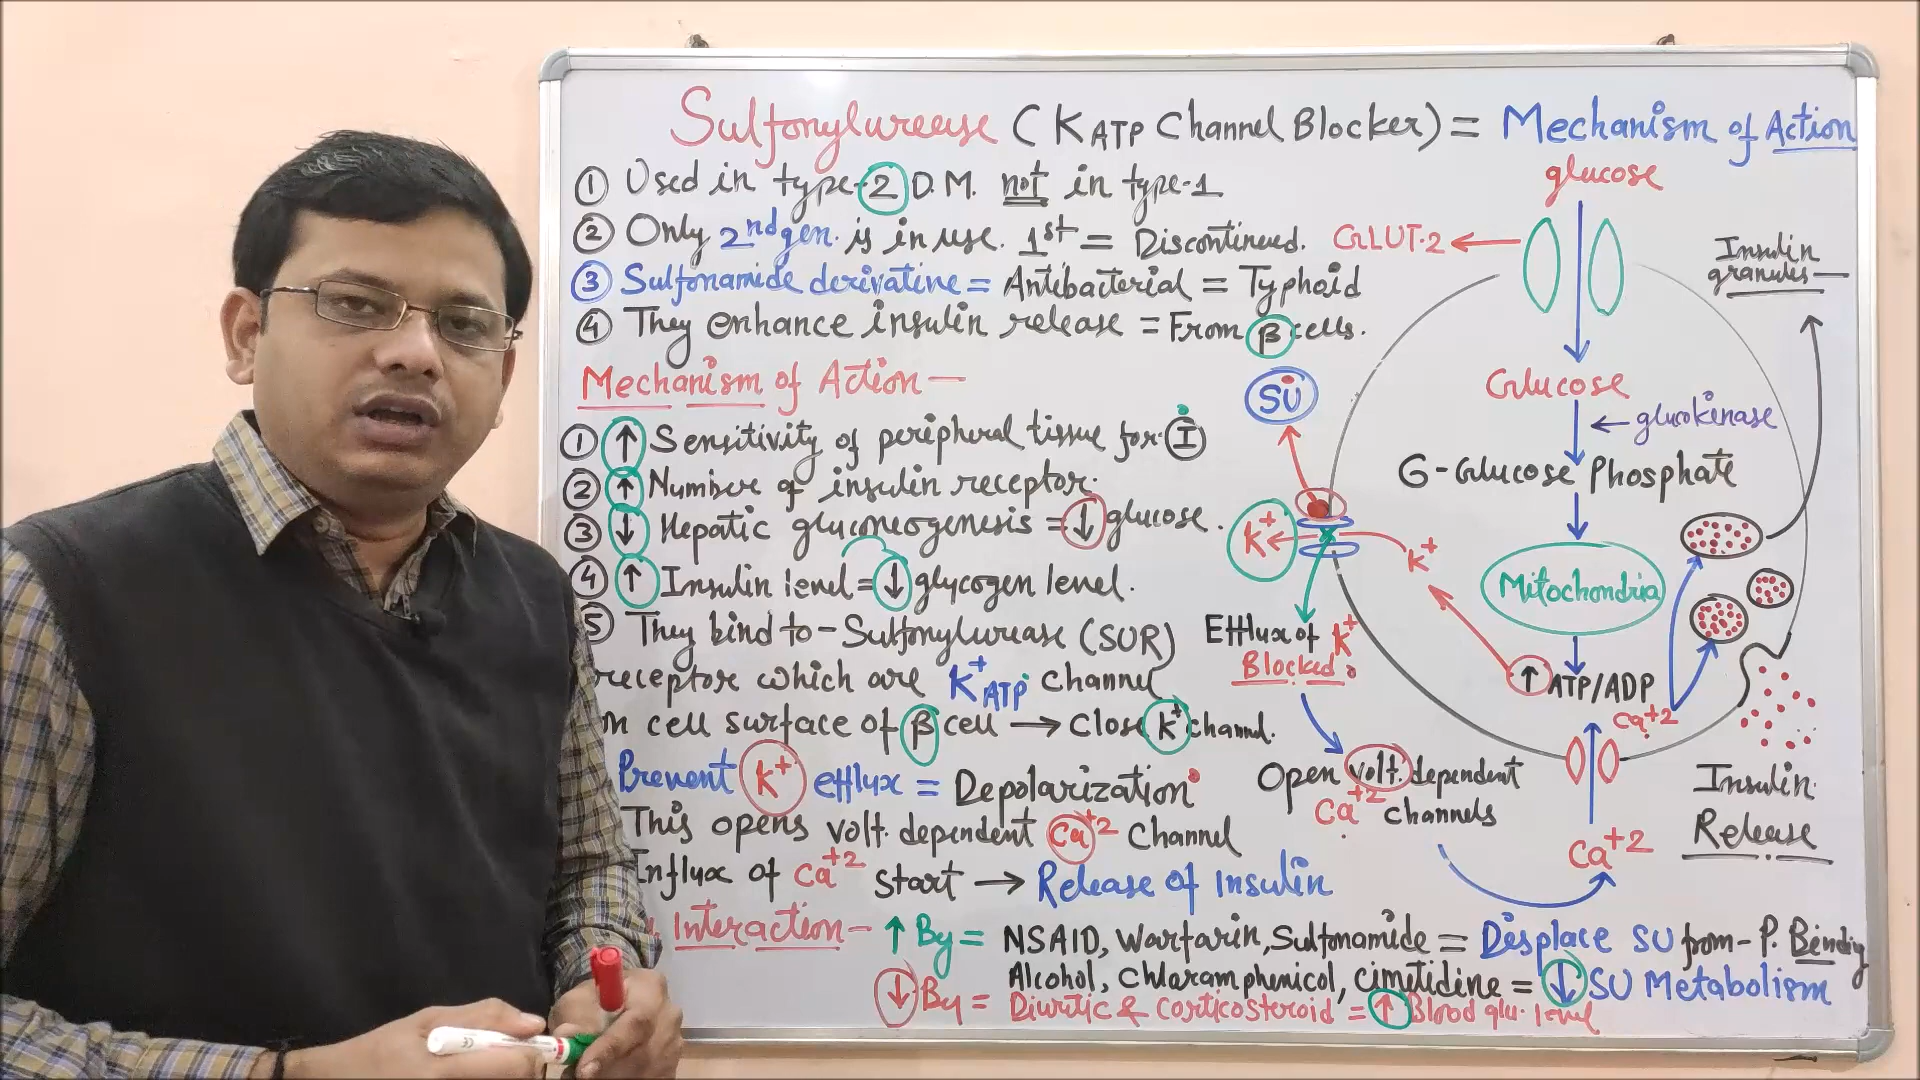 Sulfonylurease (KATP Channel Blocker) = Mechanism of Action
① Used in type-2 D.M. not in type-1
② Only 2nd gen. is in use. 1st = Discontinued.
③ Sulfonamide derivative = Antibacterial = Typhoid
④ They enhance insulin release = From β cells.
Mechanism of Action —
① ↑ Sensitivity of peripheral tissue for I
② ↑ Number of insulin receptor.
③ ↓ Hepatic gluconeogenesis = ↓ glucose.
④ ↑ Insulin level = ↓ glycogen level.
⑤ They bind to - Sulfonylurease (SUR)
receptor which are K+ATP channel
on cell surface of β cell → Close K+ channel.
Prevent K+ efflux = Depolarization
This opens volt. dependent Ca+2 Channel
Influx of Ca+2 start → Release of Insulin
Interaction — ↑ By = NSAID, Warfarin, Sulfonamide = Displace SU from - P. Binding
Alcohol, Chloramphenicol, Cimetidine = ↓ SU Metabolism
↓ By = Diuretic & corticosteroid = ↑ Blood glu. level
glucose
GLUT-2 ←
Insulin
granules —
Glucose
← glucokinase
G-Glucose Phosphate
Mitochondria
↑ ATP/ADP
Ca+2
SU
K+
K+
Efflux of K+
Blocked.
Open volt. dependent
Ca+2 channels
Ca+2
Insulin
Release